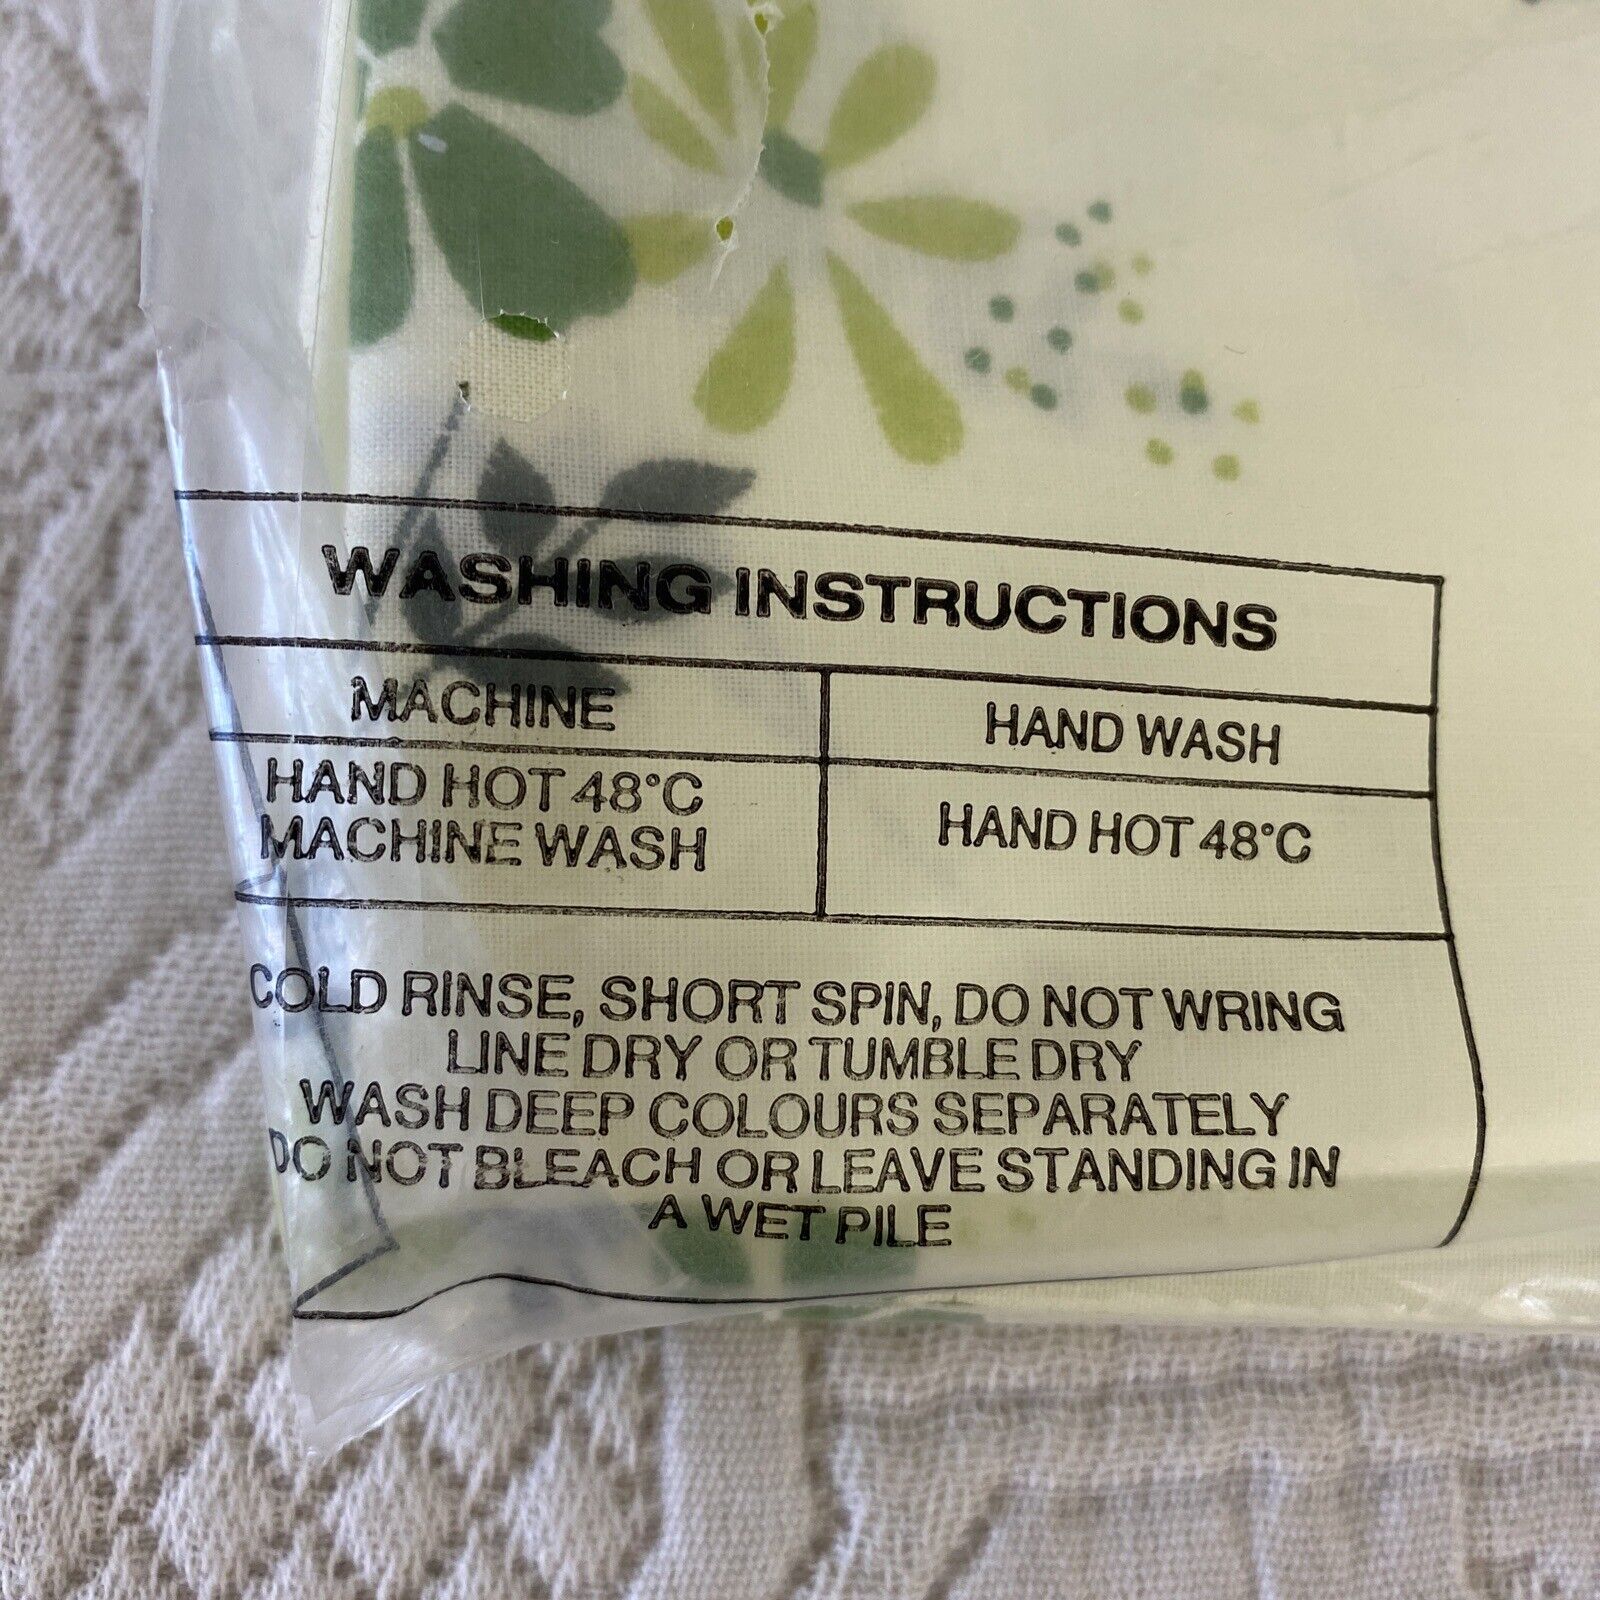 WASHING INSTRUCTIONS
MACHINE
HAND WASH
HAND HOT 48°C
MACHINE WASH
HAND HOT 48°C
COLD RINSE, SHORT SPIN, DO NOT WRING
LINE DRY OR TUMBLE DRY
WASH DEEP COLOURS SEPARATELY
DO NOT BLEACH OR LEAVE STANDING IN
A WET PILE